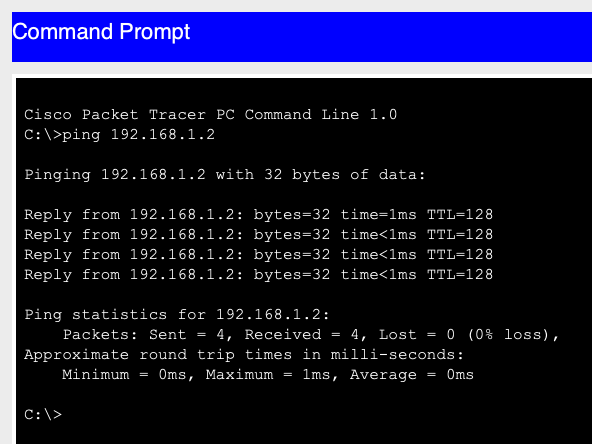 Command Prompt
Cisco Packet Tracer PC Command Line 1.0
C:\>ping 192.168.1.2
Pinging 192.168.1.2 with 32 bytes of data:
Reply from 192.168.1.2: bytes=32 time=1ms TTL=128
Reply from 192.168.1.2: bytes=32 time<1ms TTL=128
Reply from 192.168.1.2: bytes=32 time<1ms TTL=128
Reply from 192.168.1.2: bytes=32 time<1ms TTL=128
Ping statistics for 192.168.1.2:
    Packets: Sent = 4, Received = 4, Lost = 0 (0% loss),
Approximate round trip times in milli-seconds:
    Minimum = 0ms, Maximum = 1ms, Average = 0ms
C:\>